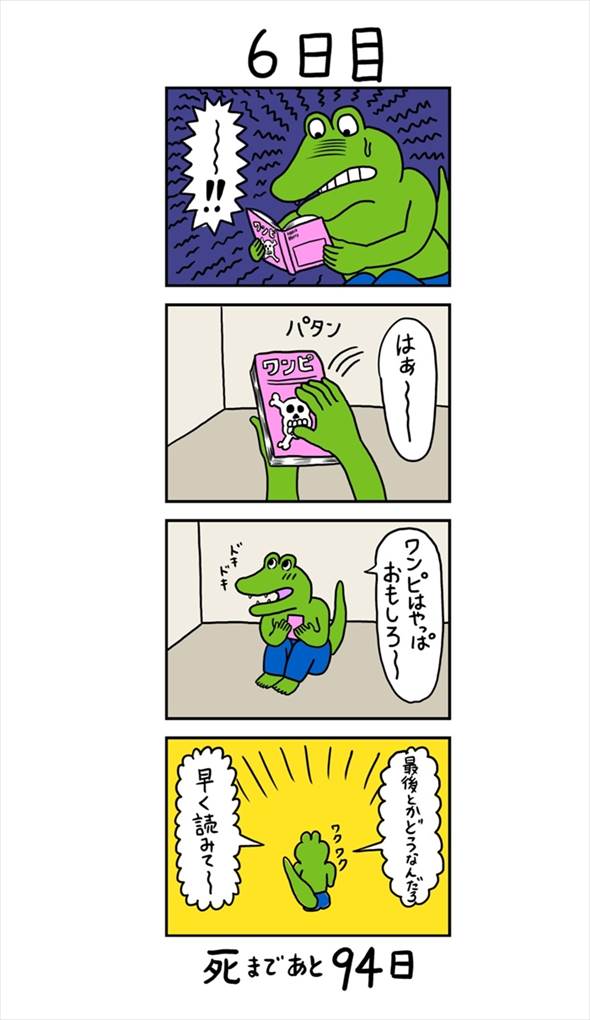 6日目
〜〜〜!!
ワンピ
パタン
はぁ〜〜〜
ワンピ
ワンピはやっぱ
おもしろ〜
ドキ
ドキ
最後とかどうなんだろ
ワクワク
早く読みて〜
死まであと94日